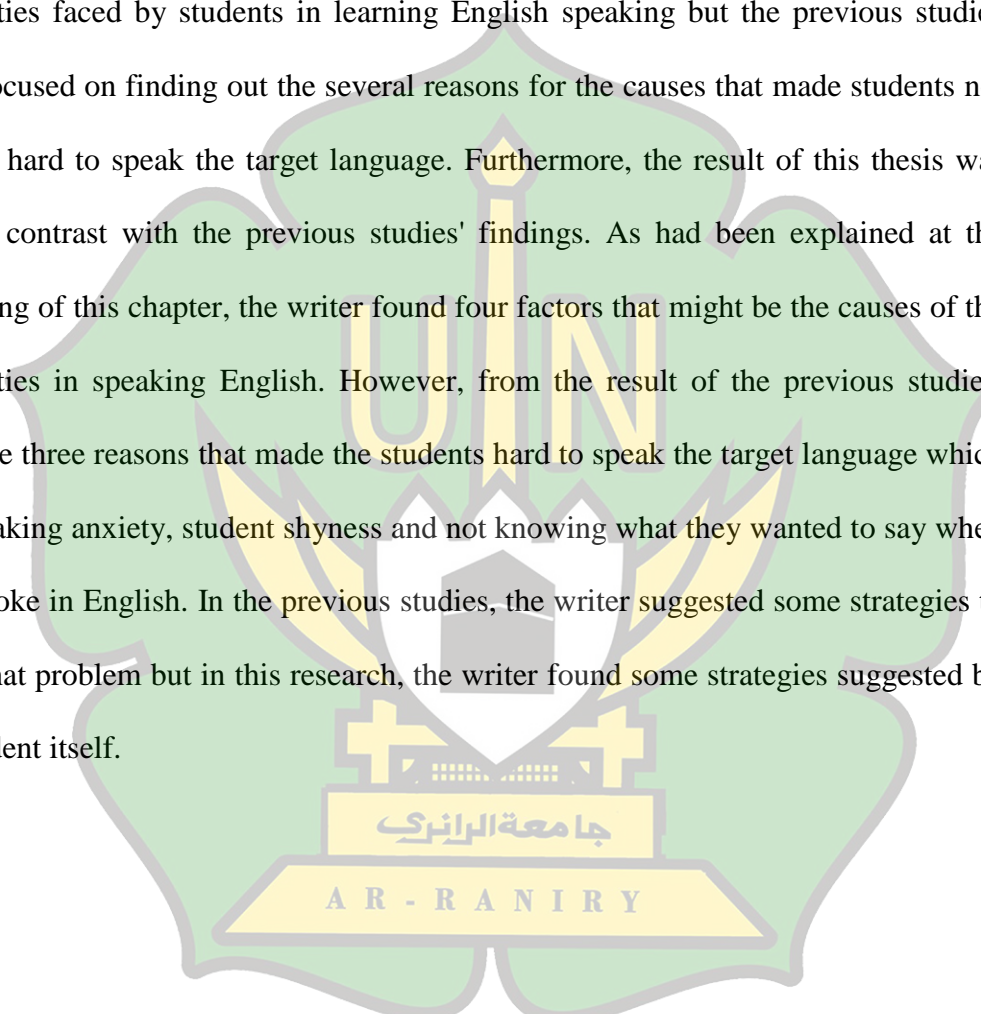 ties faced by students in learning English speaking but the previous studie
ocused on finding out the several reasons for the causes that made students n
hard to speak the target language. Furthermore, the result of this thesis wa
contrast with the previous studies' findings. As had been explained at th
ng of this chapter, the writer found four factors that might be the causes of th
ties in speaking English. However, from the result of the previous studie
e three reasons that made the students hard to speak the target language whic
aking anxiety, student shyness and not knowing what they wanted to say whe
oke in English. In the previous studies, the writer suggested some strategies t
hat problem but in this research, the writer found some strategies suggested b
dent itself.
UIN
جامعةالرانري
AR-RANIRY